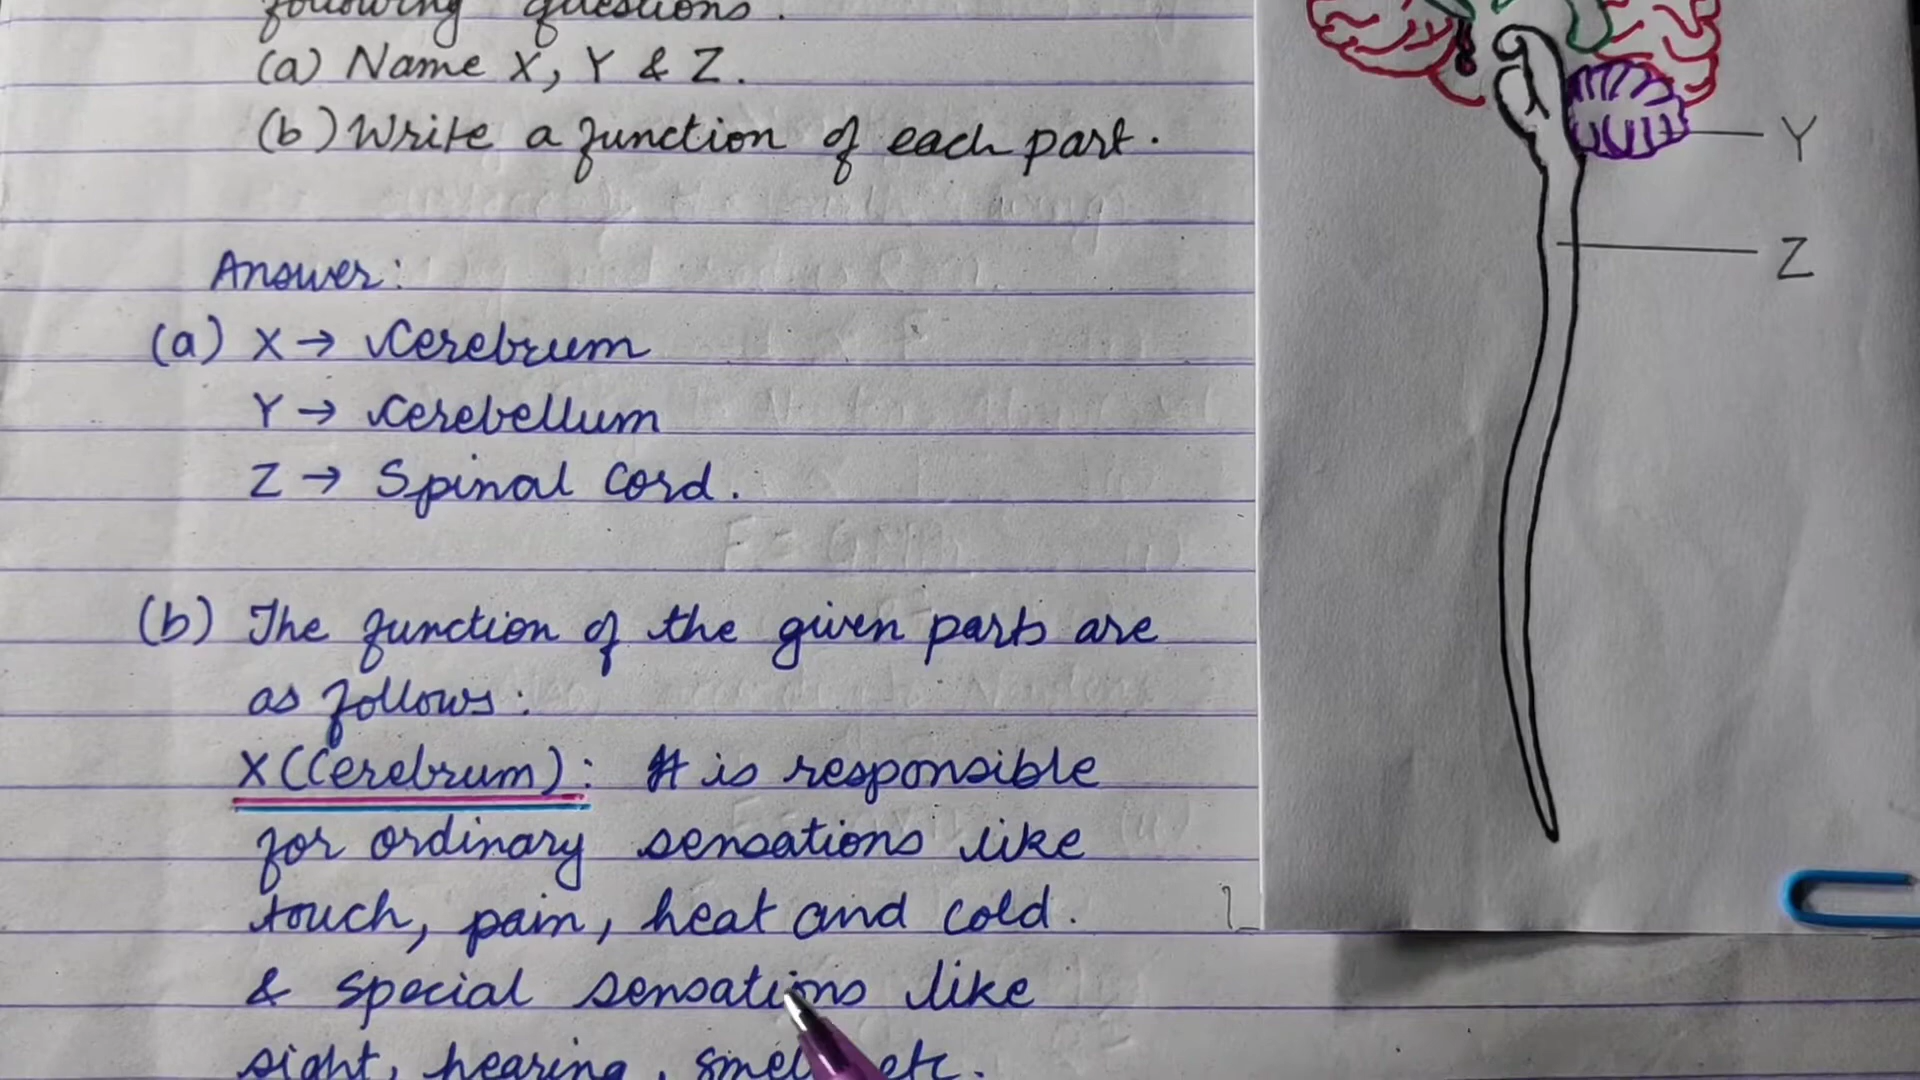 following questions.
(a) Name X, Y & Z.
(b) Write a function of each part.
Answer:
(a) X → Cerebrum
Y → Cerebellum
Z → Spinal Cord.
(b) The function of the given parts are
as follows:
X (Cerebrum): It is responsible
for ordinary sensations like
touch, pain, heat and cold.
& special sensations like
sight, hearing, smell etc.
Y
Z